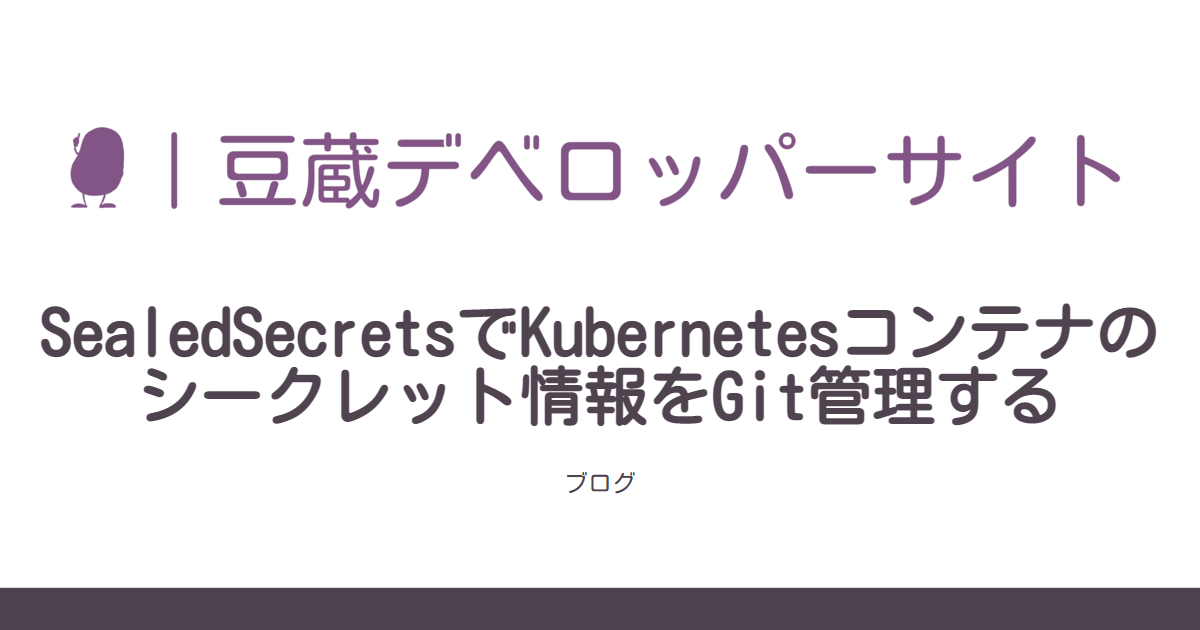 ｜豆蔵デベロッパーサイト
SealedSecretsでKubernetesコンテナの
シークレット情報をGit管理する
ブログ